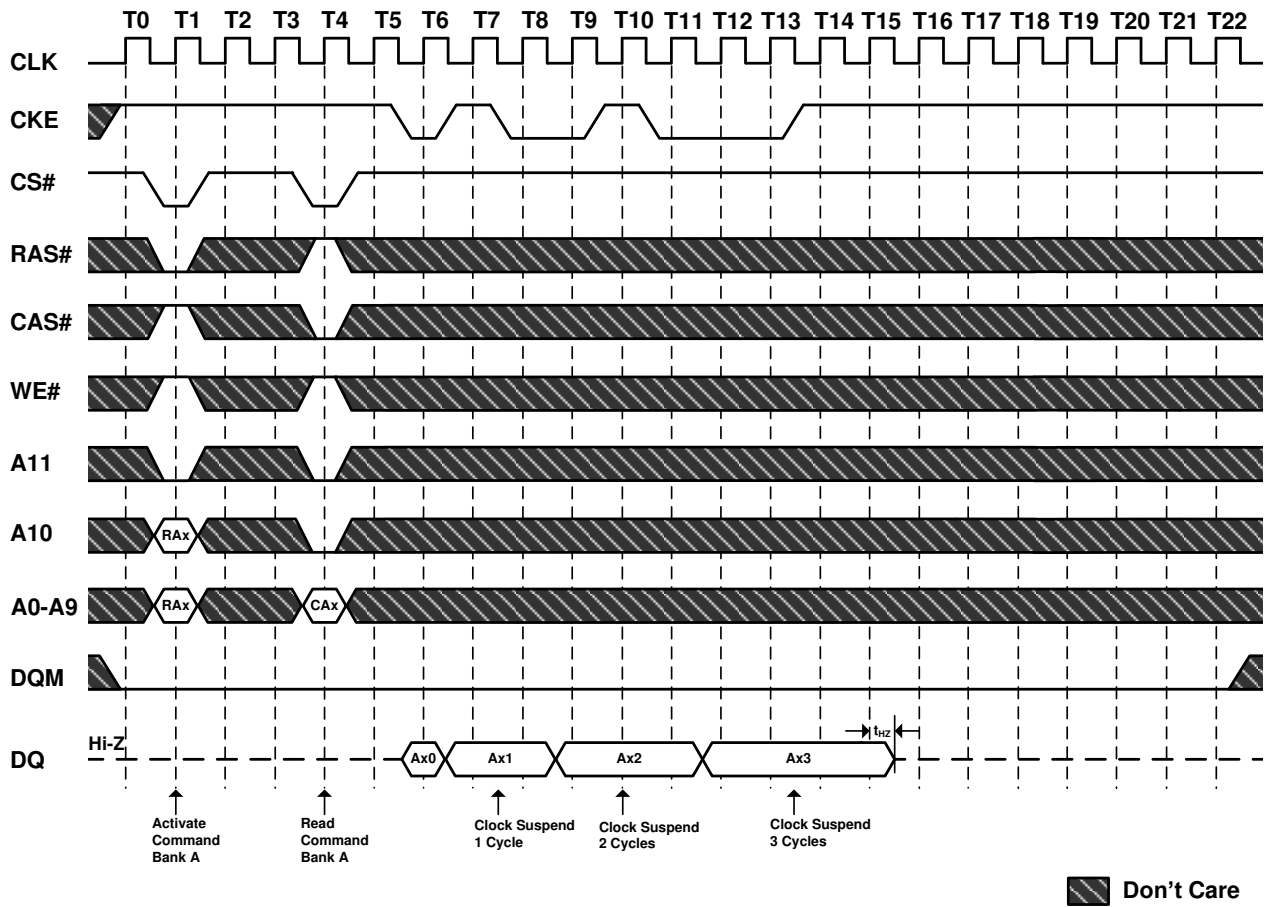 T0 T1 T2 T3 T4 T5 T6 T7 T8 T9 T10 T11 T12 T13 T14 T15 T16 T17 T18 T19 T20 T21 T22
CLK
CKE
CS#
RAS#
CAS#
WE#
A11
A10 RAx
A0-A9 RAx CAx
DQM
Hi-Z
tHZ
DQ Ax0 Ax1 Ax2 Ax3
Activate
Command
Bank A
Read
Command
Bank A
Clock Suspend
1 Cycle
Clock Suspend
2 Cycles
Clock Suspend
3 Cycles
Don't Care